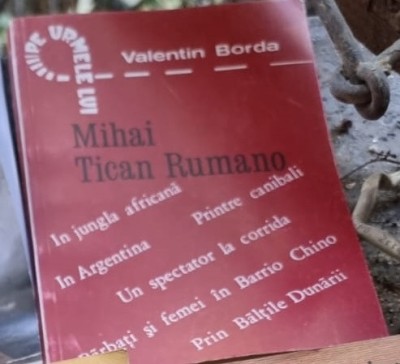 PE URMELE LUI
Valentin Borda
Mihai
Tican Rumano
In jungla africană
Printre canibali
In Argentina
Un spectator la corrida
Bărbați și femei în Barrio Chino
Prin Bălțile Dunării